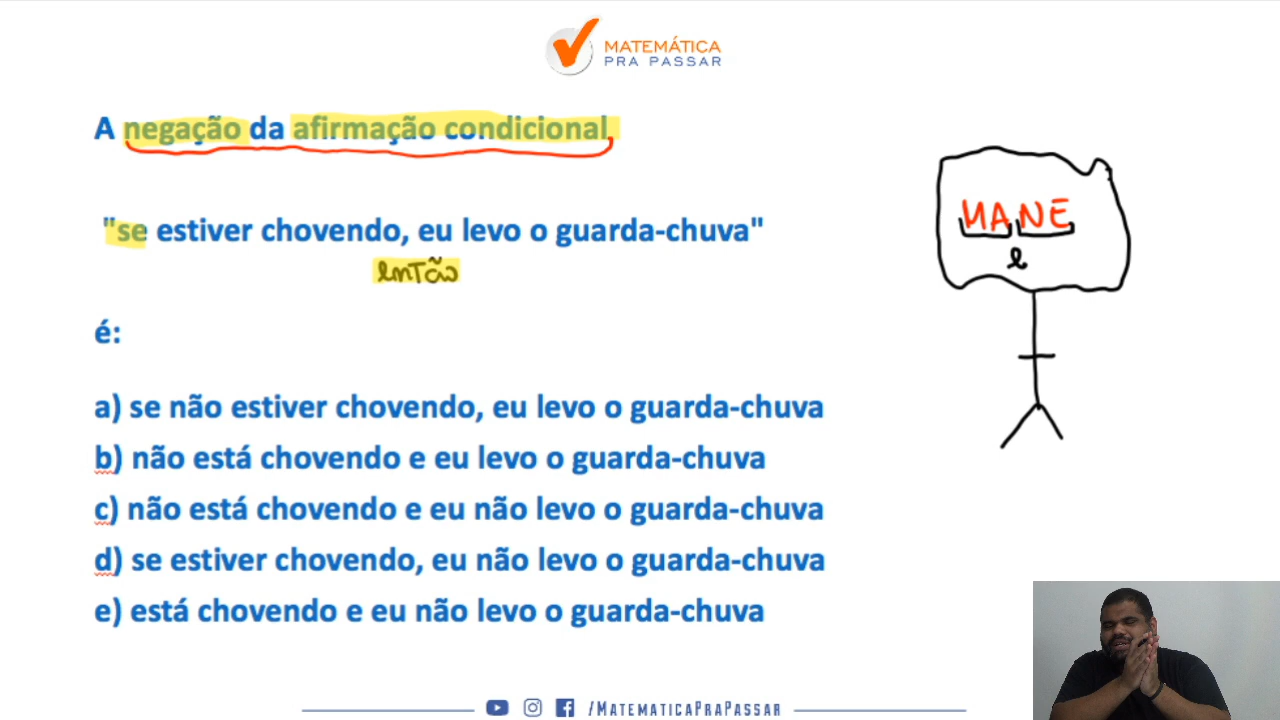 MATEMÁTICA
PRA PASSAR
A negação da afirmação condicional
"se estiver chovendo, eu levo o guarda-chuva"
então
é:
a) se não estiver chovendo, eu levo o guarda-chuva
b) não está chovendo e eu levo o guarda-chuva
c) não está chovendo e eu não levo o guarda-chuva
d) se estiver chovendo, eu não levo o guarda-chuva
e) está chovendo e eu não levo o guarda-chuva
MANE
e
/MATEMATICAPRAPASSAR